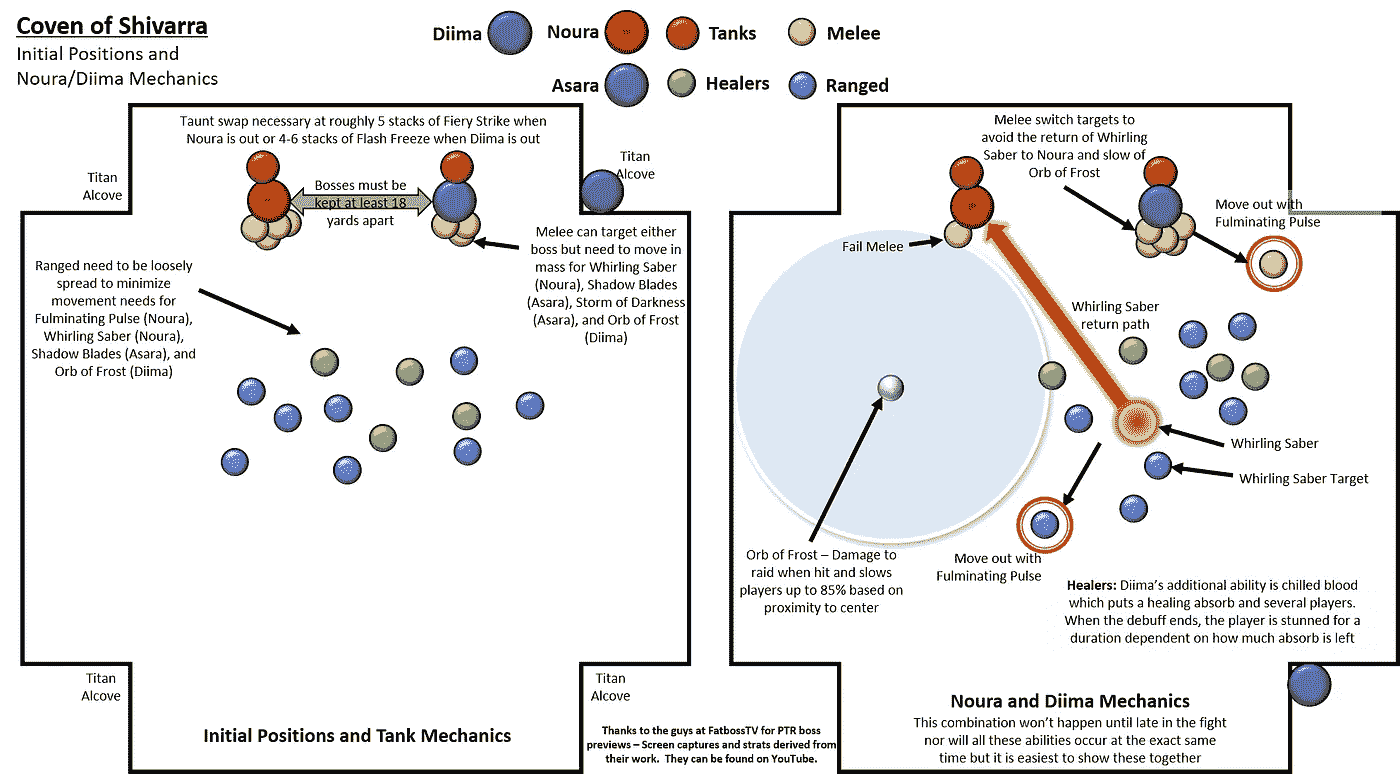 Coven of Shivarra
Initial Positions and
Noura/Diima Mechanics
Diima
Noura
Tanks
Melee
Asara
Healers
Ranged
Taunt swap necessary at roughly 5 stacks of Fiery Strike when
Noura is out or 4-6 stacks of Flash Freeze when Diima is out
Titan
Alcove
Titan
Alcove
Bosses must be
kept at least 18
yards apart
Melee can target either
boss but need to move in
mass for Whirling Saber
(Noura), Shadow Blades
(Asara), Storm of Darkness
(Asara), and Orb of Frost
(Diima)
Ranged need to be loosely
spread to minimize
movement needs for
Fulminating Pulse (Noura),
Whirling Saber (Noura),
Shadow Blades (Asara), and
Orb of Frost (Diima)
Titan
Alcove
Titan
Alcove
Initial Positions and Tank Mechanics
Thanks to the guys at FatbossTV for PTR boss
previews – Screen captures and strats derived from
their work.  They can be found on YouTube.
Melee switch targets to
avoid the return of Whirling
Saber to Noura and slow of
Orb of Frost
Move out with
Fulminating Pulse
Fail Melee
Whirling Saber
return path
Whirling Saber
Whirling Saber Target
Orb of Frost – Damage to
raid when hit and slows
players up to 85% based on
proximity to center
Move out with
Fulminating Pulse
Healers: Diima's additional ability is chilled blood
which puts a healing absorb and several players.
When the debuff ends, the player is stunned for a
duration dependent on how much absorb is left
Noura and Diima Mechanics
This combination won't happen until late in the fight
nor will all these abilities occur at the exact same
time but it is easiest to show these together